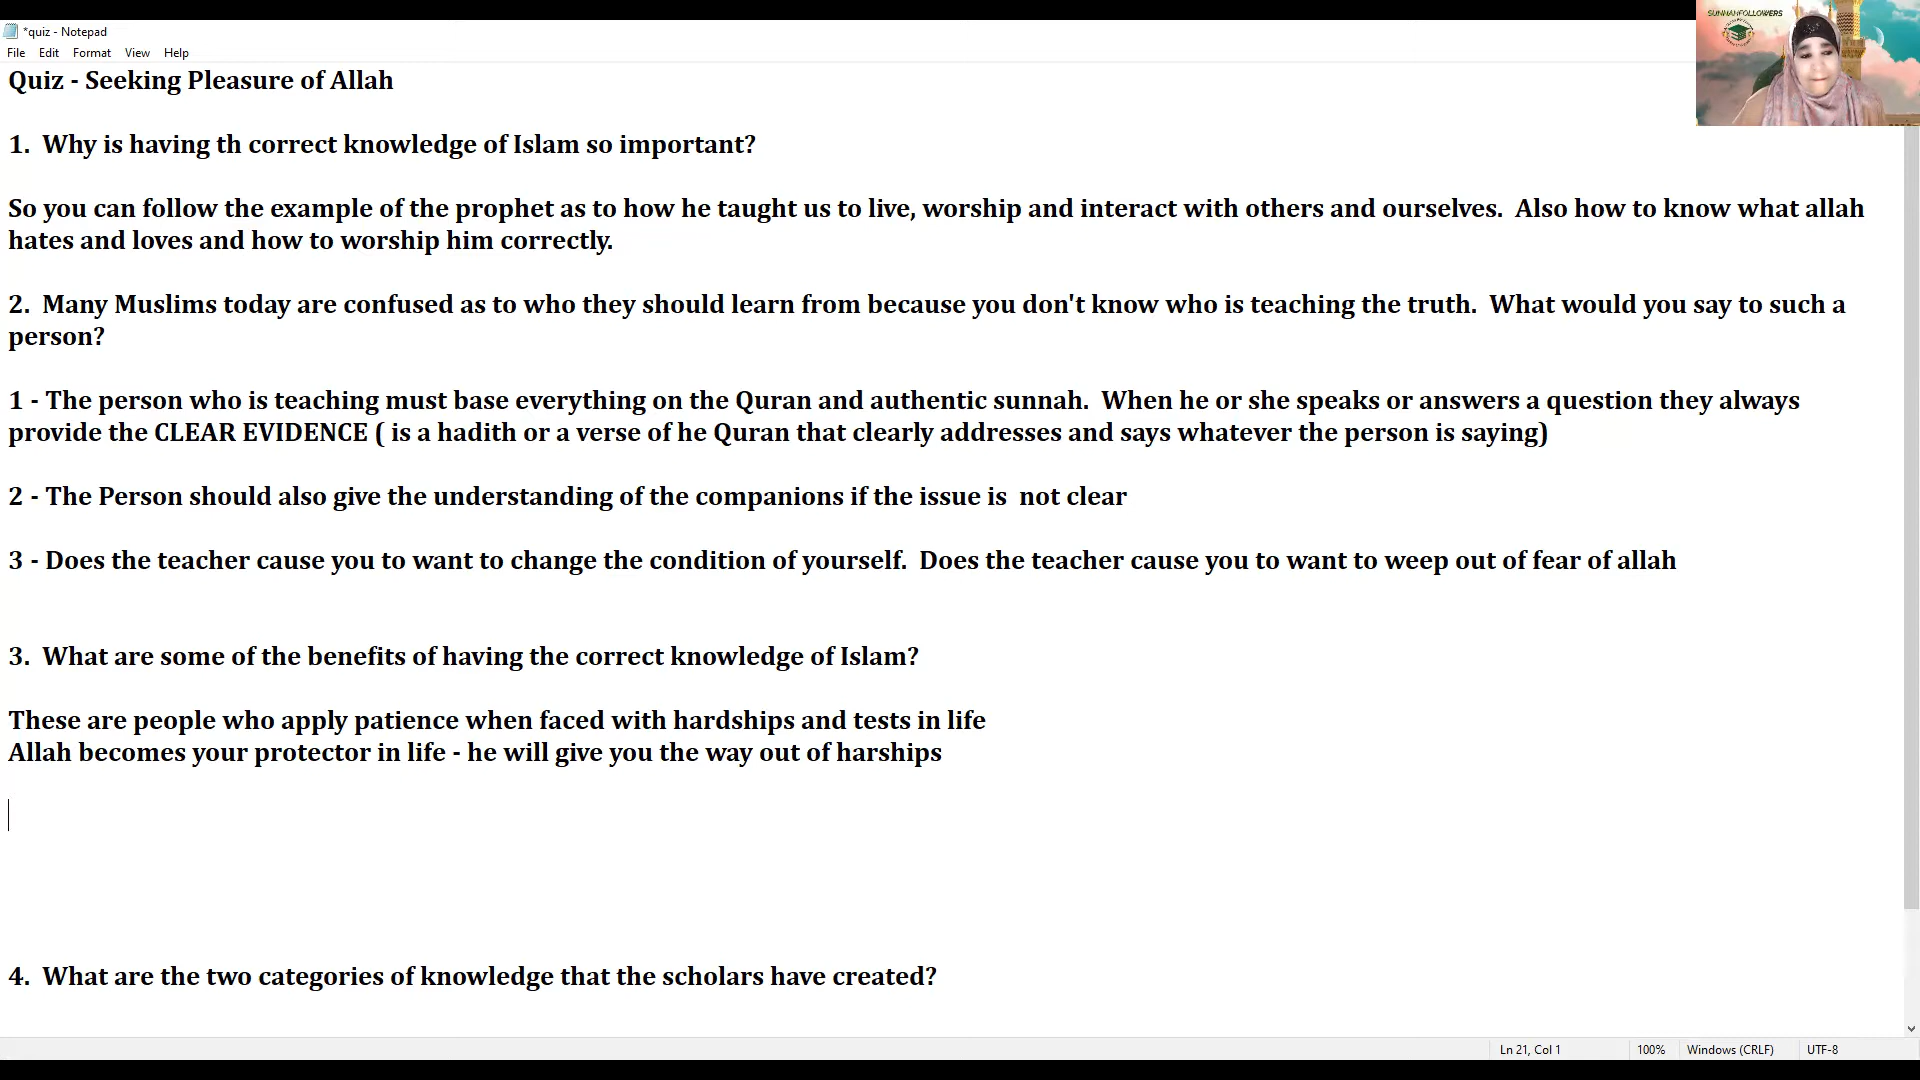 *quiz - Notepad
File Edit Format View Help
Quiz - Seeking Pleasure of Allah
1. Why is having th correct knowledge of Islam so important?
So you can follow the example of the prophet as to how he taught us to live, worship and interact with others and ourselves. Also how to know what allah
hates and loves and how to worship him correctly.
2. Many Muslims today are confused as to who they should learn from because you don't know who is teaching the truth. What would you say to such a
person?
1 - The person who is teaching must base everything on the Quran and authentic sunnah. When he or she speaks or answers a question they always
provide the CLEAR EVIDENCE ( is a hadith or a verse of he Quran that clearly addresses and says whatever the person is saying)
2 - The Person should also give the understanding of the companions if the issue is not clear
3 - Does the teacher cause you to want to change the condition of yourself. Does the teacher cause you to want to weep out of fear of allah
3. What are some of the benefits of having the correct knowledge of Islam?
These are people who apply patience when faced with hardships and tests in life
Allah becomes your protector in life - he will give you the way out of harships
4. What are the two categories of knowledge that the scholars have created?
Ln 21, Col 1 100% Windows (CRLF) UTF-8
SUNNAHFOLLOWERS